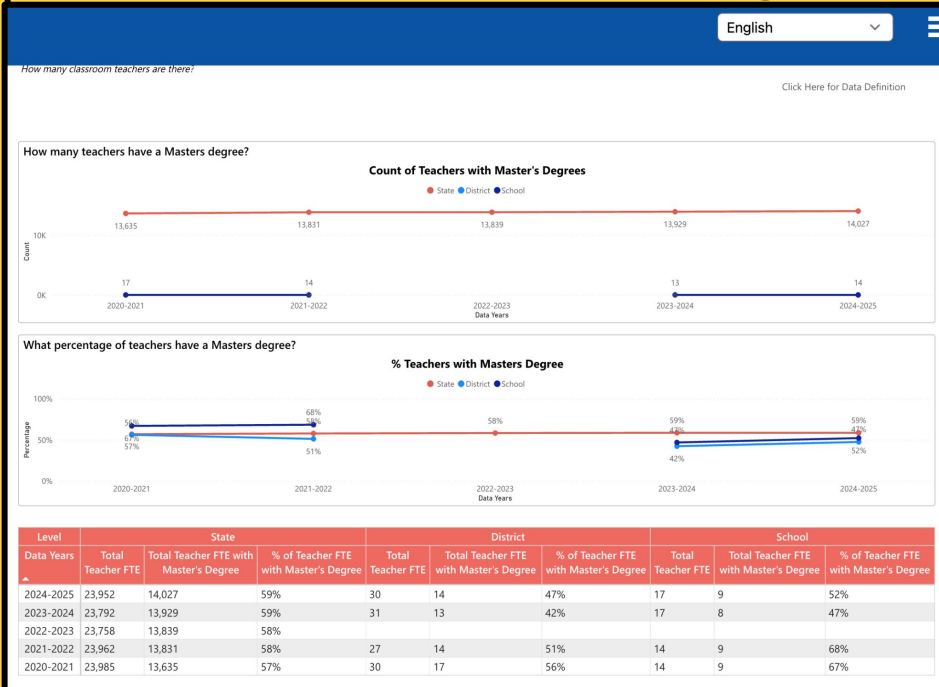 English
How many classroom teachers are there?
Click Here for Data Definition
How many teachers have a Masters degree?
Count of Teachers with Master's Degrees
State District School
13,635 13,831 13,839 13,929 14,027
10K
Count
17 14 13 14
0K
2020-2021 2021-2022 2022-2023 2023-2024 2024-2025
Data Years
What percentage of teachers have a Masters degree?
% Teachers with Masters Degree
State District School
100%
68%
56% 58% 58% 59% 59%
67% 47% 47%
50%
Percentage
57% 51% 42% 52%
0%
2020-2021 2021-2022 2022-2023 2023-2024 2024-2025
Data Years
Level State District School
Data Years Total Teacher FTE Total Teacher FTE with Master's Degree % of Teacher FTE with Master's Degree Total Teacher FTE Total Teacher FTE with Master's Degree % of Teacher FTE with Master's Degree Total Teacher FTE Total Teacher FTE with Master's Degree % of Teacher FTE with Master's Degree
2024-2025 23,952 14,027 59% 30 14 47% 17 9 52%
2023-2024 23,792 13,929 59% 31 13 42% 17 8 47%
2022-2023 23,758 13,839 58%
2021-2022 23,962 13,831 58% 27 14 51% 14 9 68%
2020-2021 23,985 13,635 57% 30 17 56% 14 9 67%